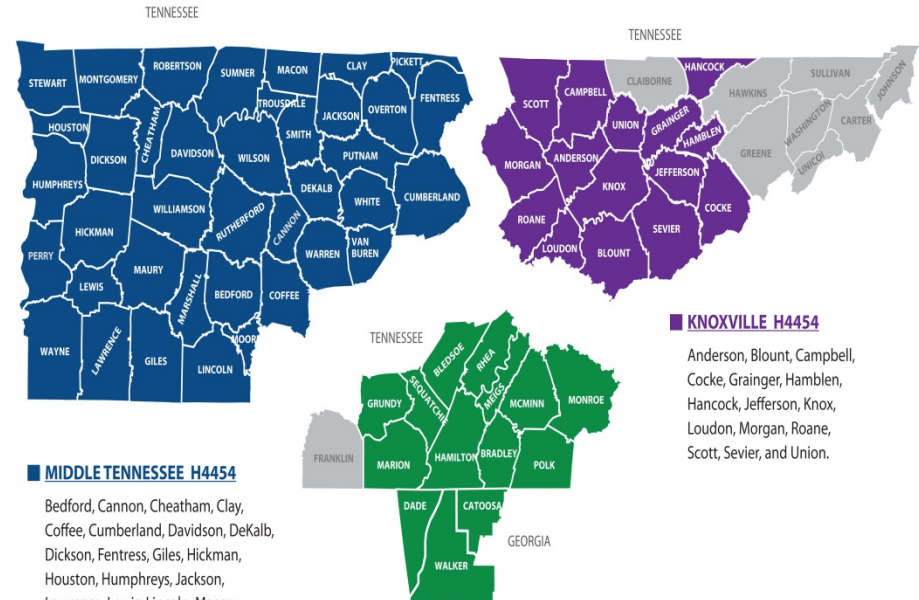 TENNESSEE
STEWART
MONTGOMERY
ROBERTSON
SUMNER
MACON
CLAY
PICKETT
TROUSDALE
FENTRESS
OVERTON
JACKSON
SMITH
HOUSTON
CHEATHAM
DICKSON
DAVIDSON
WILSON
PUTNAM
HUMPHREYS
DEKALB
WHITE
CUMBERLAND
WILLIAMSON
RUTHERFORD
CANNON
HICKMAN
WARREN
VAN
BUREN
PERRY
MAURY
LEWIS
MARSHALL
BEDFORD
COFFEE
MOOR
WAYNE
LAWRENCE
GILES
LINCOLN
TENNESSEE
HANCOCK
CLAIBORNE
SCOTT
CAMPBELL
SULLIVAN
JOHNSON
HAWKINS
UNION
GRAINGER
HAMBLEN
WASHINGTON
CARTER
MORGAN
ANDERSON
GREENE
UNICOI
KNOX
JEFFERSON
ROANE
COCKE
SEVIER
LOUDON
BLOUNT
KNOXVILLE H4454
Anderson, Blount, Campbell,
Cocke, Grainger, Hamblen,
Hancock, Jefferson, Knox,
Loudon, Morgan, Roane,
Scott, Sevier, and Union.
TENNESSEE
BLEDSOE
RHEA
SEQUATCHI
MEIGS
GRUNDY
MCMINN
MONROE
FRANKLIN
MARION
HAMILTON
BRADLEY
POLK
DADE
CATOOSA
GEORGIA
WALKER
MIDDLE TENNESSEE H4454
Bedford, Cannon, Cheatham, Clay,
Coffee, Cumberland, Davidson, DeKalb,
Dickson, Fentress, Giles, Hickman,
Houston, Humphreys, Jackson,